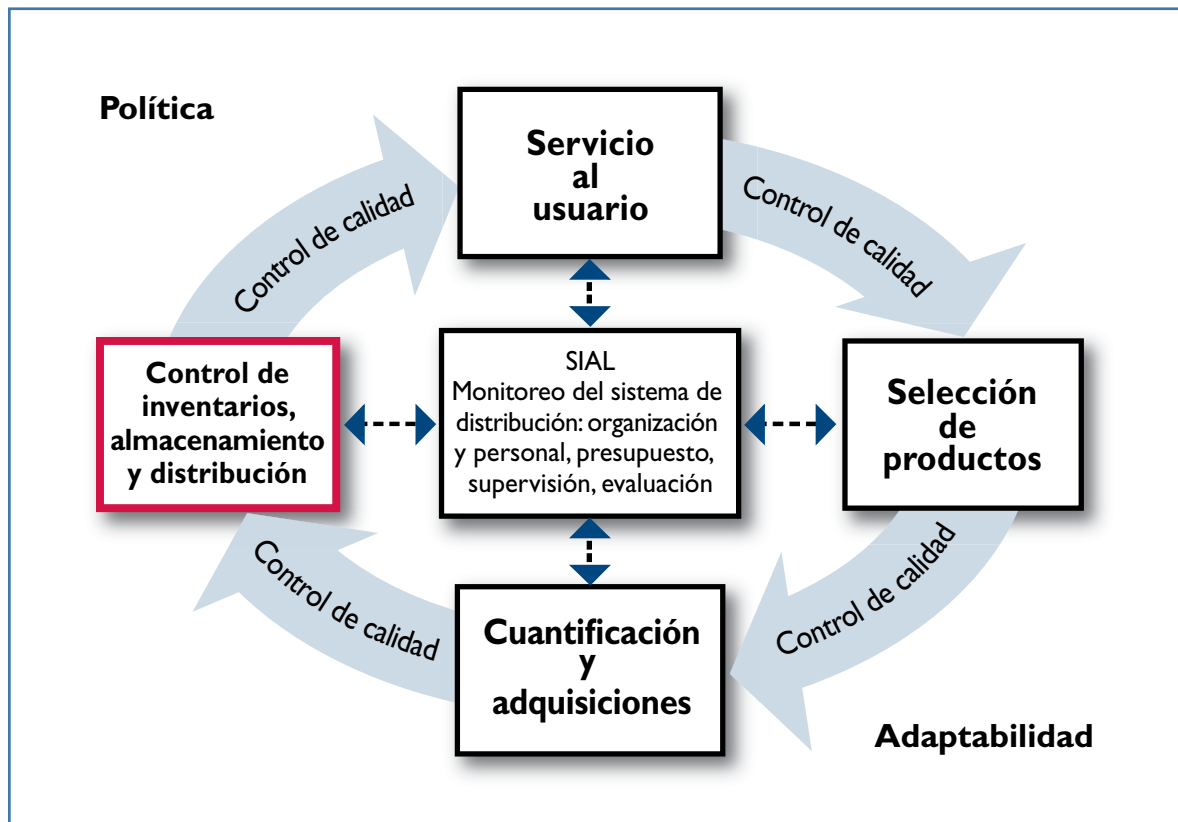 Política
Servicio
al
usuario
Control de calidad
Control de calidad
Control de
inventarios,
almacenamiento
y distribución
SIAL
Monitoreo del sistema de
distribución: organización
y personal, presupuesto,
supervisión, evaluación
Selección
de
productos
Control de calidad
Control de calidad
Cuantificación
y
adquisiciones
Adaptabilidad